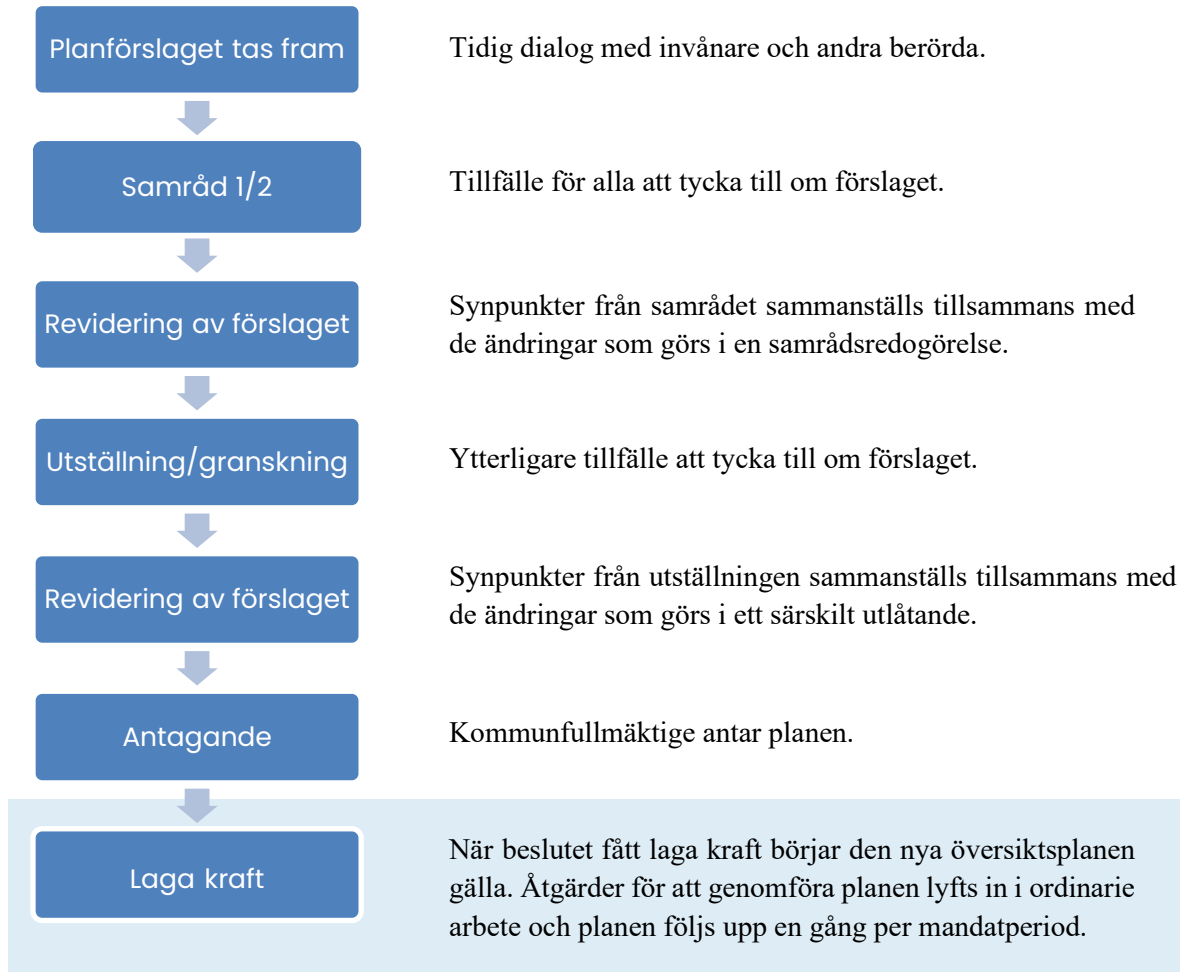 Planförslaget tas fram
Tidig dialog med invånare och andra berörda.
Samråd 1/2
Tillfälle för alla att tycka till om förslaget.
Revidering av förslaget
Synpunkter från samrådet sammanställs tillsammans med
de ändringar som görs i en samrådsredogörelse.
Utställning/granskning
Ytterligare tillfälle att tycka till om förslaget.
Revidering av förslaget
Synpunkter från utställningen sammanställs tillsammans med
de ändringar som görs i ett särskilt utlåtande.
Antagande
Kommunfullmäktige antar planen.
Laga kraft
När beslutet fått laga kraft börjar den nya översiktsplanen
gälla. Åtgärder för att genomföra planen lyfts in i ordinarie
arbete och planen följs upp en gång per mandatperiod.